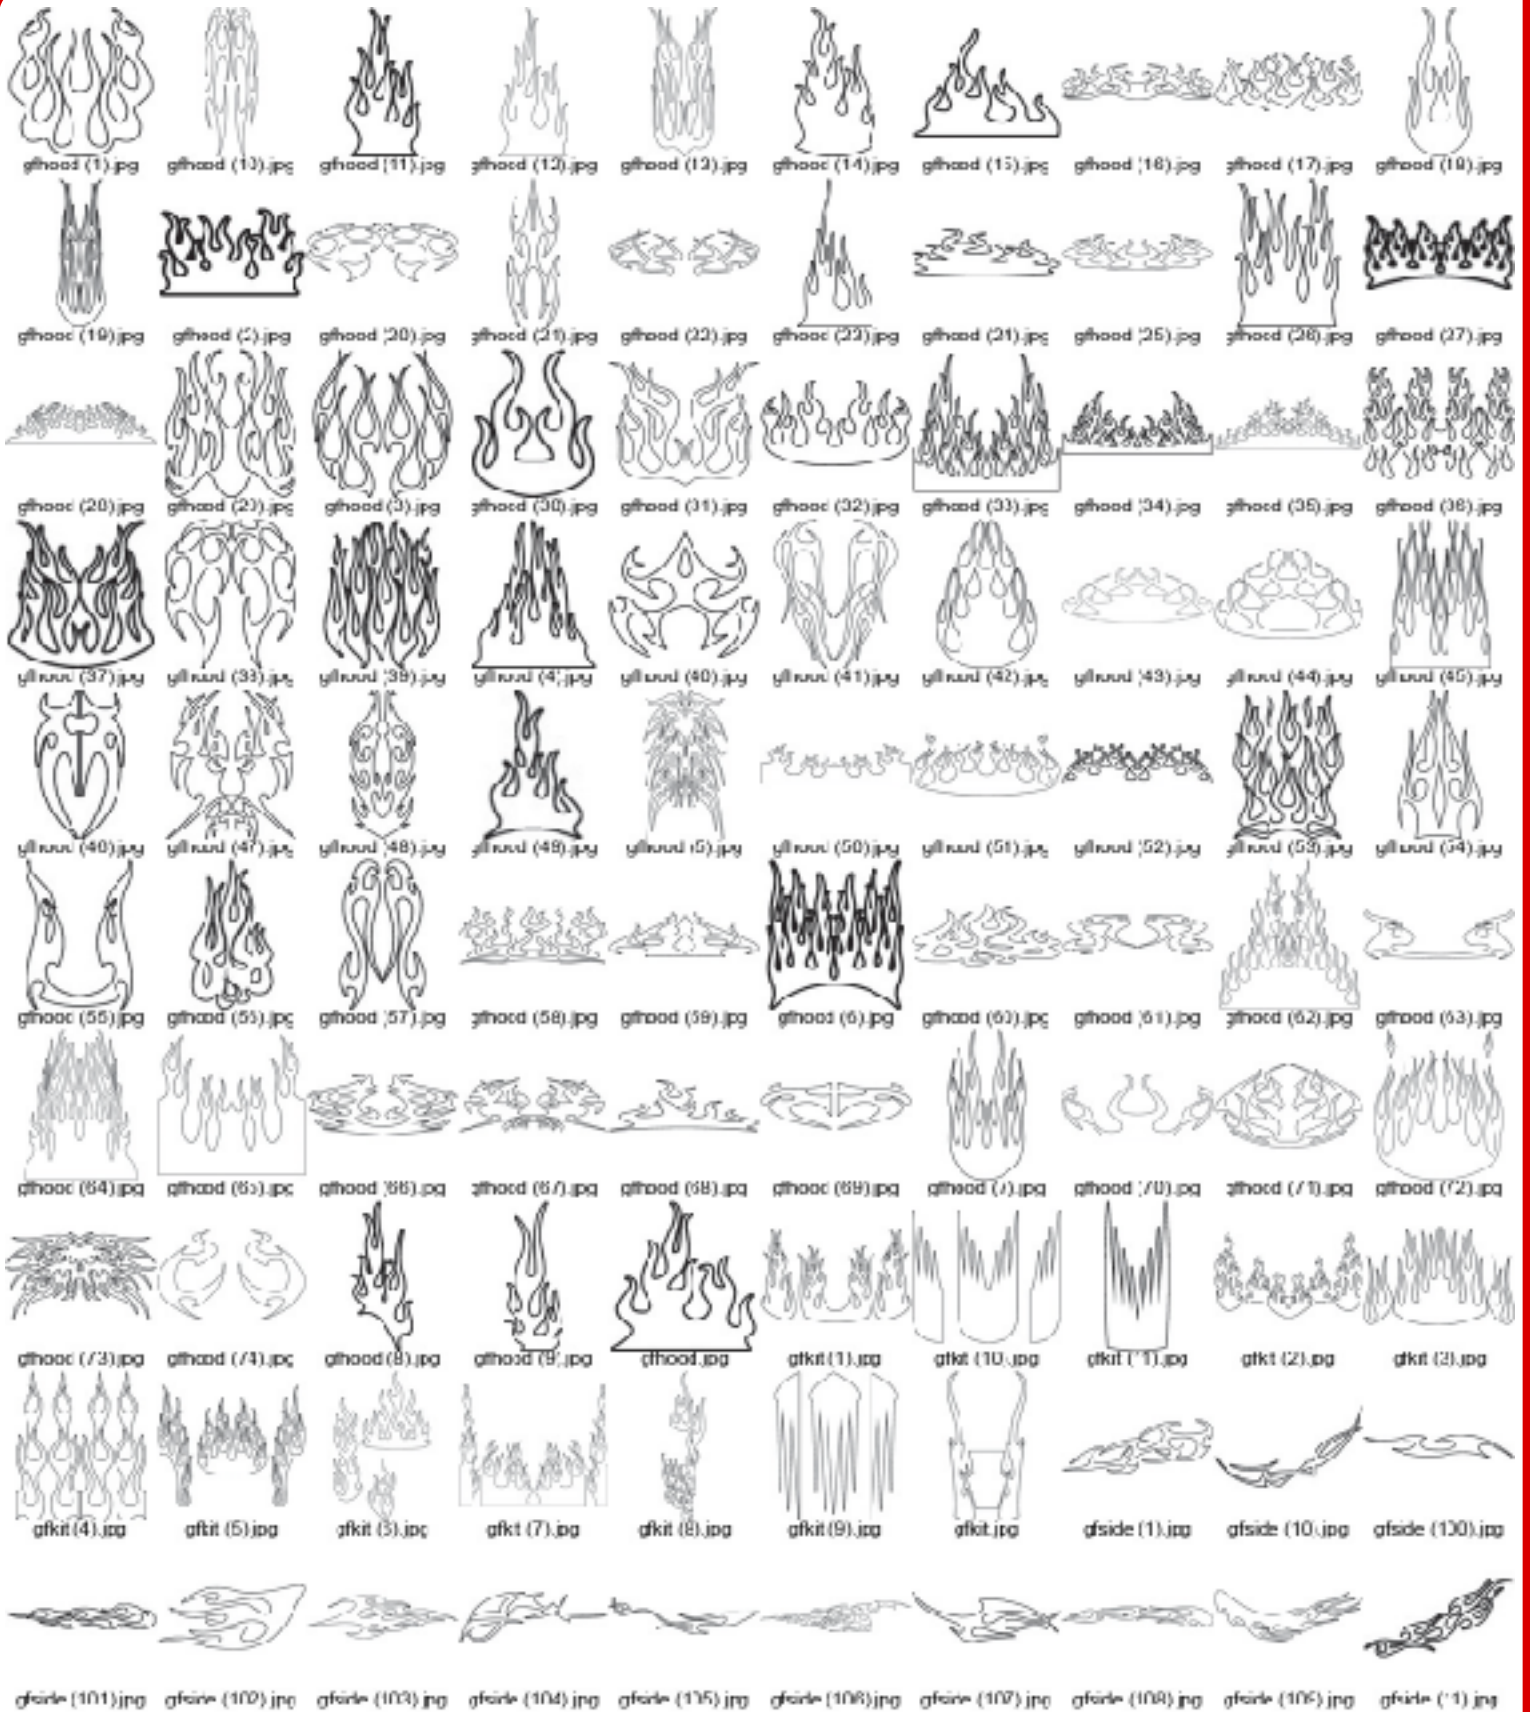 gfhood (1).jpg gfhood (10).jpg gfhood (11).jpg gfhood (12).jpg gfhood (13).jpg gfhood (14).jpg gfhood (15).jpg gfhood (16).jpg gfhood (17).jpg gfhood (18).jpg
gfhood (19).jpg gfhood (2).jpg gfhood (20).jpg gfhood (21).jpg gfhood (22).jpg gfhood (23).jpg gfhood (24).jpg gfhood (25).jpg gfhood (26).jpg gfhood (27).jpg
gfhood (28).jpg gfhood (29).jpg gfhood (3).jpg gfhood (30).jpg gfhood (31).jpg gfhood (32).jpg gfhood (33).jpg gfhood (34).jpg gfhood (35).jpg gfhood (36).jpg
gfhood (37).jpg gfhood (38).jpg gfhood (39).jpg gfhood (4).jpg gfhood (40).jpg gfhood (41).jpg gfhood (42).jpg gfhood (43).jpg gfhood (44).jpg gfhood (45).jpg
gfhood (46).jpg gfhood (47).jpg gfhood (48).jpg gfhood (49).jpg gfhood (5).jpg gfhood (50).jpg gfhood (51).jpg gfhood (52).jpg gfhood (53).jpg gfhood (54).jpg
gfhood (55).jpg gfhood (56).jpg gfhood (57).jpg gfhood (58).jpg gfhood (59).jpg gfhood (6).jpg gfhood (60).jpg gfhood (61).jpg gfhood (62).jpg gfhood (63).jpg
gfhood (64).jpg gfhood (65).jpg gfhood (66).jpg gfhood (67).jpg gfhood (68).jpg gfhood (69).jpg gfhood (7).jpg gfhood (70).jpg gfhood (71).jpg gfhood (72).jpg
gfhood (73).jpg gfhood (74).jpg gfhood (8).jpg gfhood (9).jpg gfhood.jpg gfkit (1).jpg gfkit (10).jpg gfkit (11).jpg gfkit (2).jpg gfkit (3).jpg
gfkit (4).jpg gfkit (5).jpg gfkit (6).jpg gfkit (7).jpg gfkit (8).jpg gfkit (9).jpg gfkit.jpg gfside (1).jpg gfside (10).jpg gfside (100).jpg
gfside (101).jpg gfside (102).jpg gfside (103).jpg gfside (104).jpg gfside (105).jpg gfside (106).jpg gfside (107).jpg gfside (108).jpg gfside (109).jpg gfside (11).jpg